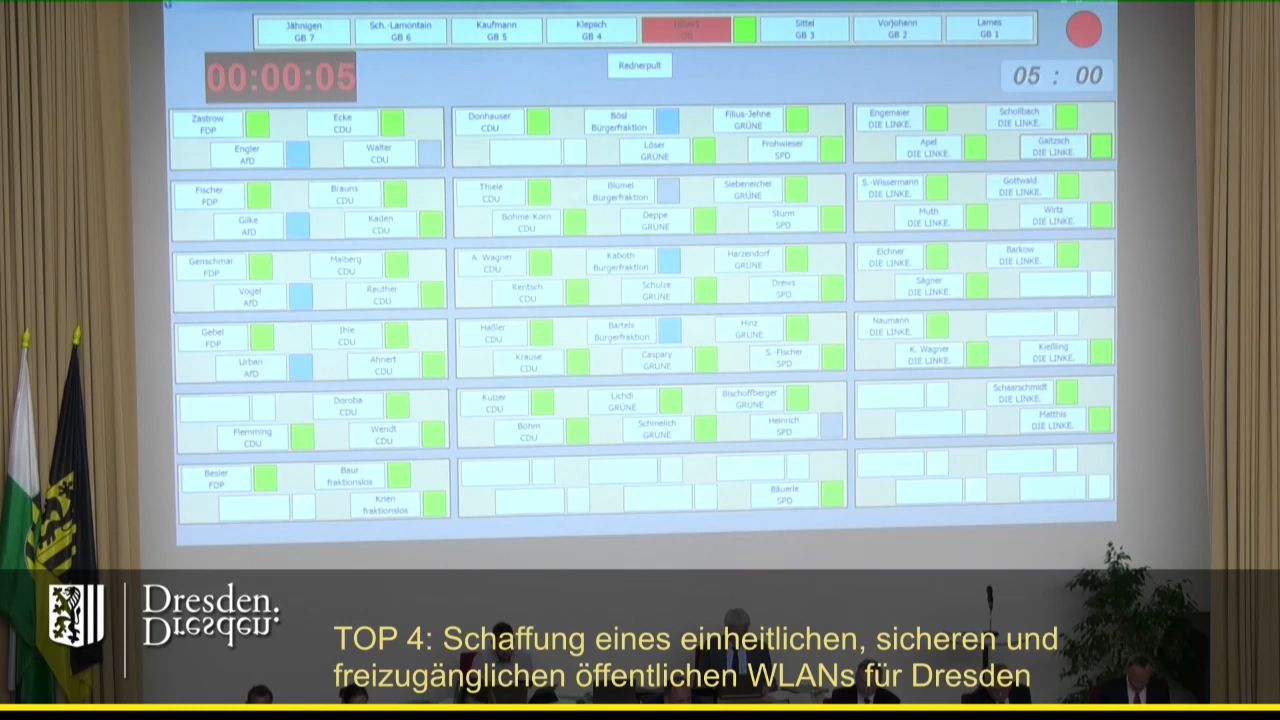 Jähnigen
GB 7
Sch.-Lamontain
GB 6
Kaufmann
GB 5
Klepsch
GB 4
Sittel
GB 3
Vorjohann
GB 2
Lames
GB 1
00:00:05
Rednerpult
05 : 00
Zastrow
FDP
Ecke
CDU
Engler
AfD
Walter
CDU
Donhauser
CDU
Bösl
Bürgerfraktion
Filius-Jehne
GRÜNE
Löser
GRÜNE
Frohwieser
SPD
Engemaier
DIE LINKE.
Schollbach
DIE LINKE.
Apel
DIE LINKE.
Gaitzsch
DIE LINKE.
Fischer
FDP
Brauns
CDU
Gilke
AfD
Kaden
CDU
Thiele
CDU
Blümel
Bürgerfraktion
Siebeneicher
GRÜNE
Böhme-Korn
CDU
Deppe
GRÜNE
Sturm
SPD
S.-Wissermann
DIE LINKE.
Gottwald
DIE LINKE.
Muth
DIE LINKE.
Wirtz
DIE LINKE.
Genschmar
FDP
Malberg
CDU
Vogel
AfD
Reuther
CDU
A. Wagner
CDU
Kaboth
Bürgerfraktion
Harzendorf
GRÜNE
Rentsch
CDU
Schulze
GRÜNE
Drews
SPD
Eichner
DIE LINKE.
Barkow
DIE LINKE.
Sägner
DIE LINKE.
Gebel
FDP
Ihle
CDU
Urban
AfD
Ahnert
CDU
Haßler
CDU
Bartels
Bürgerfraktion
Hinz
GRÜNE
Krause
CDU
Caspary
GRÜNE
S.-Fischer
SPD
Naumann
DIE LINKE.
K. Wagner
DIE LINKE.
Kießling
DIE LINKE.
Doroba
CDU
Flemming
CDU
Wendt
CDU
Kulzer
CDU
Lichdi
GRÜNE
Bischoffberger
GRÜNE
Böhm
CDU
Schmelich
GRÜNE
Heinrich
SPD
Schaarschmidt
DIE LINKE.
Matthis
DIE LINKE.
Besier
FDP
Baur
fraktionslos
Krien
fraktionslos
Bäuerle
SPD
Dresden.
Dresden.
TOP 4: Schaffung eines einheitlichen, sicheren und
freizugänglichen öffentlichen WLANs für Dresden